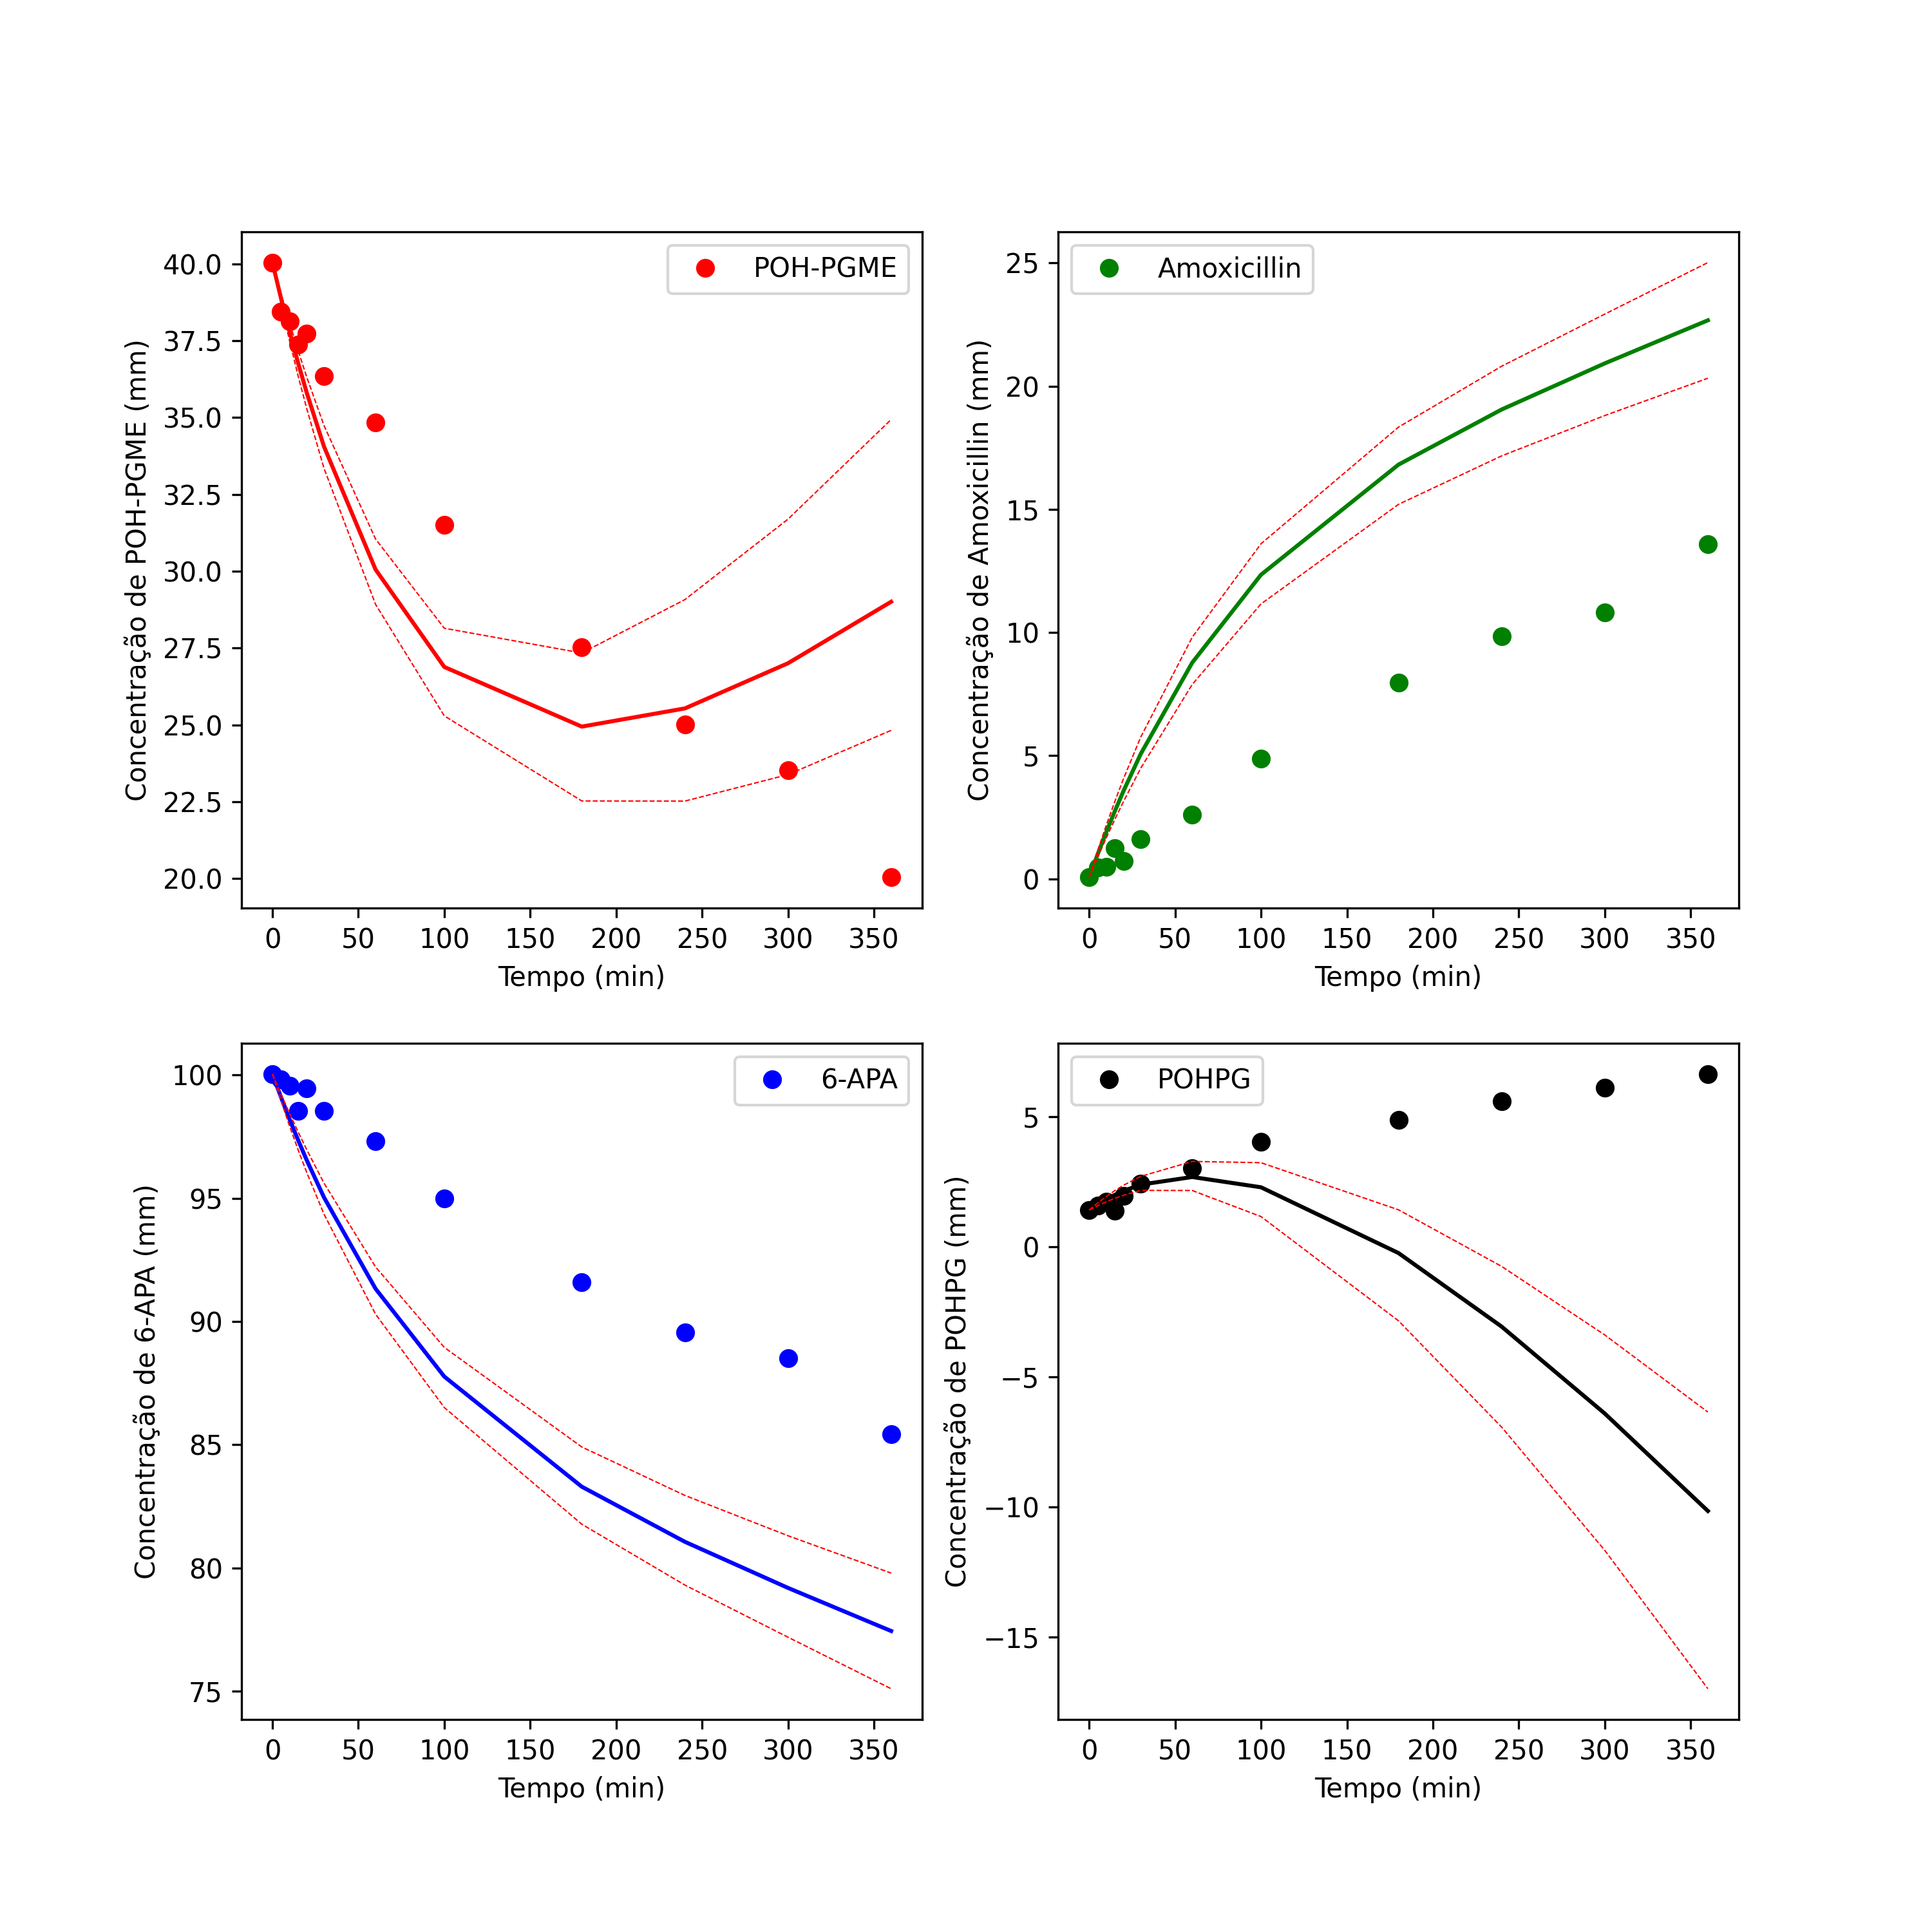 POH-PGME
40.0
37.5
35.0
32.5
30.0
27.5
25.0
22.5
20.0
Concentração de POH-PGME (mm)
0 50 100 150 200 250 300 350
Tempo (min)
Amoxicillin
25
20
15
10
5
0
Concentração de Amoxicillin (mm)
0 50 100 150 200 250 300 350
Tempo (min)
6-APA
100
95
90
85
80
75
Concentração de 6-APA (mm)
0 50 100 150 200 250 300 350
Tempo (min)
POHPG
5
0
−5
−10
−15
Concentração de POHPG (mm)
0 50 100 150 200 250 300 350
Tempo (min)